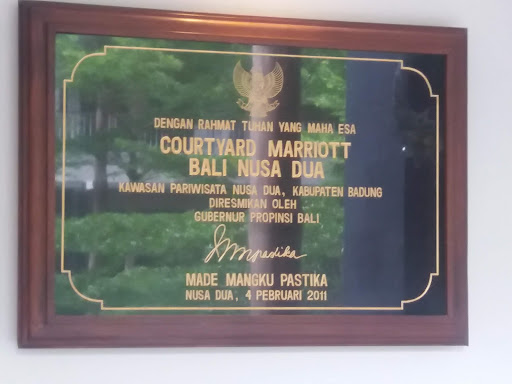 DENGAN RAHMAT TUHAN YANG MAHA ESA
COURTYARD MARRIOTT
BALI NUSA DUA
KAWASAN PARIWISATA NUSA DUA, KABUPATEN BADUNG
DIRESMIKAN OLEH
GUBERNUR PROPINSI BALI
MADE MANGKU PASTIKA
NUSA DUA, 4 PEBRUARI 2011